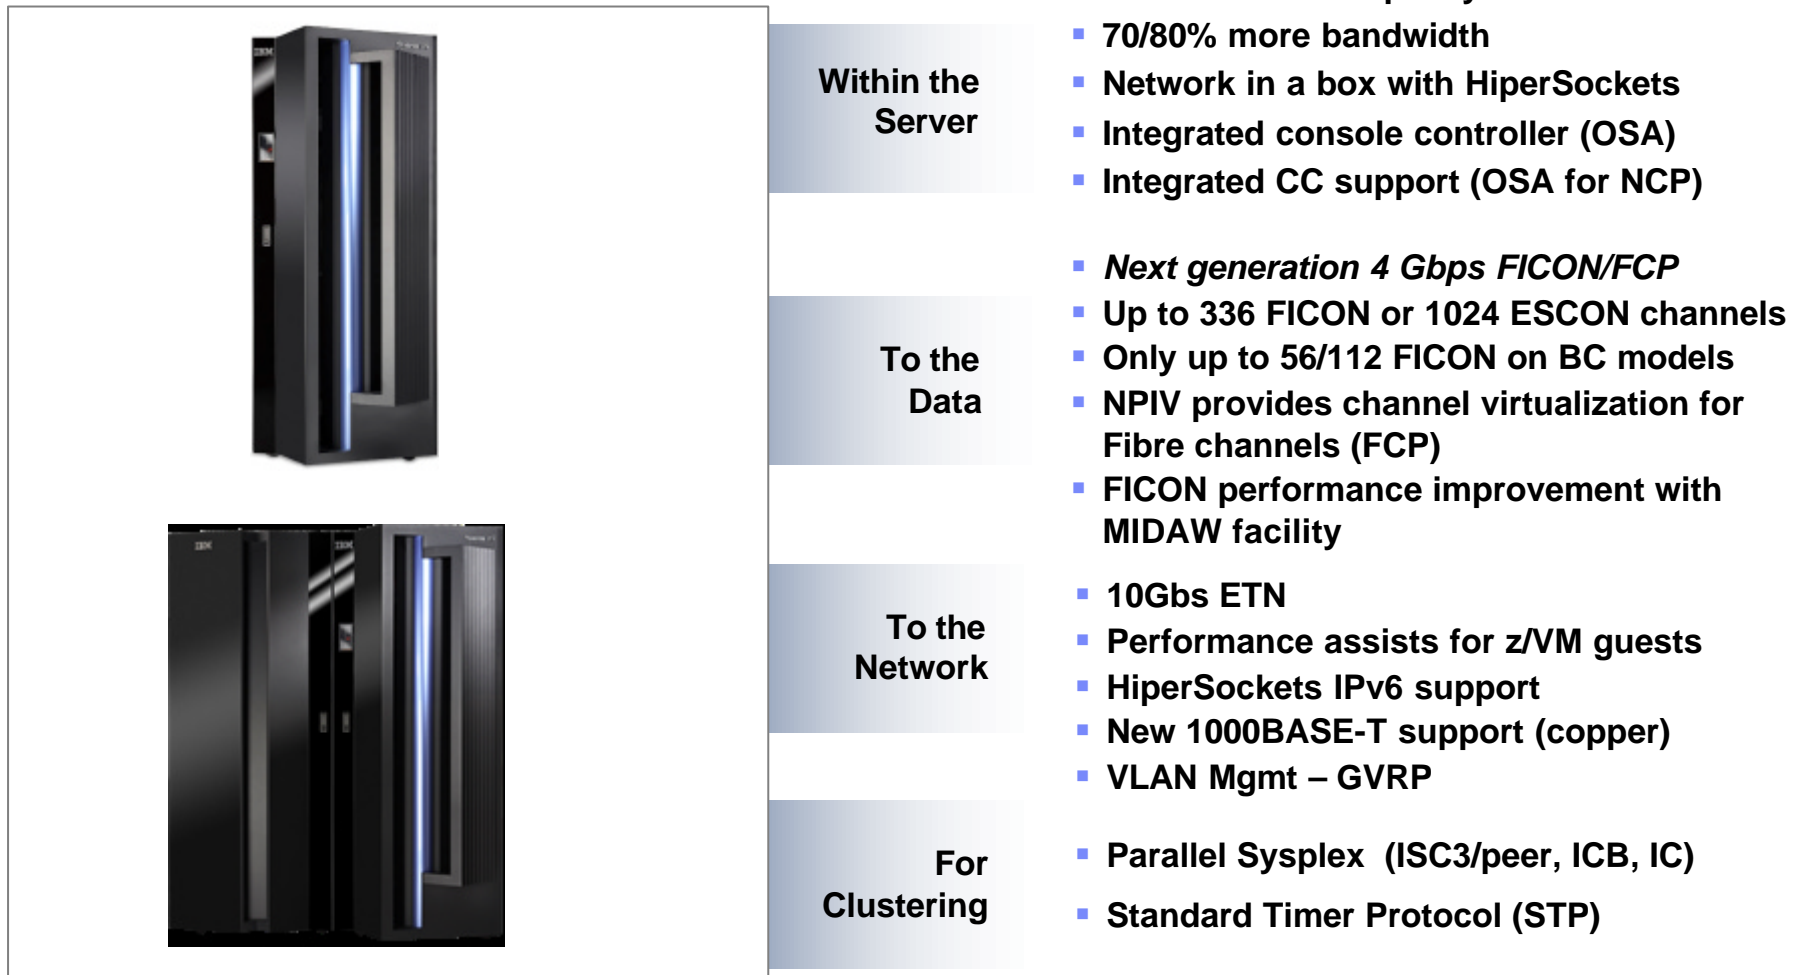 70/80% more bandwidth
Within the
Server
Network in a box with HiperSockets
Integrated console controller (OSA)
Integrated CC support (OSA for NCP)
To the
Data
Next generation 4 Gbps FICON/FCP
Up to 336 FICON or 1024 ESCON channels
Only up to 56/112 FICON on BC models
NPIV provides channel virtualization for
Fibre channels (FCP)
FICON performance improvement with
MIDAW facility
To the
Network
10Gbs ETN
Performance assists for z/VM guests
HiperSockets IPv6 support
New 1000BASE-T support (copper)
VLAN Mgmt – GVRP
For
Clustering
Parallel Sysplex (ISC3/peer, ICB, IC)
Standard Timer Protocol (STP)
IBM
IBM
IBM